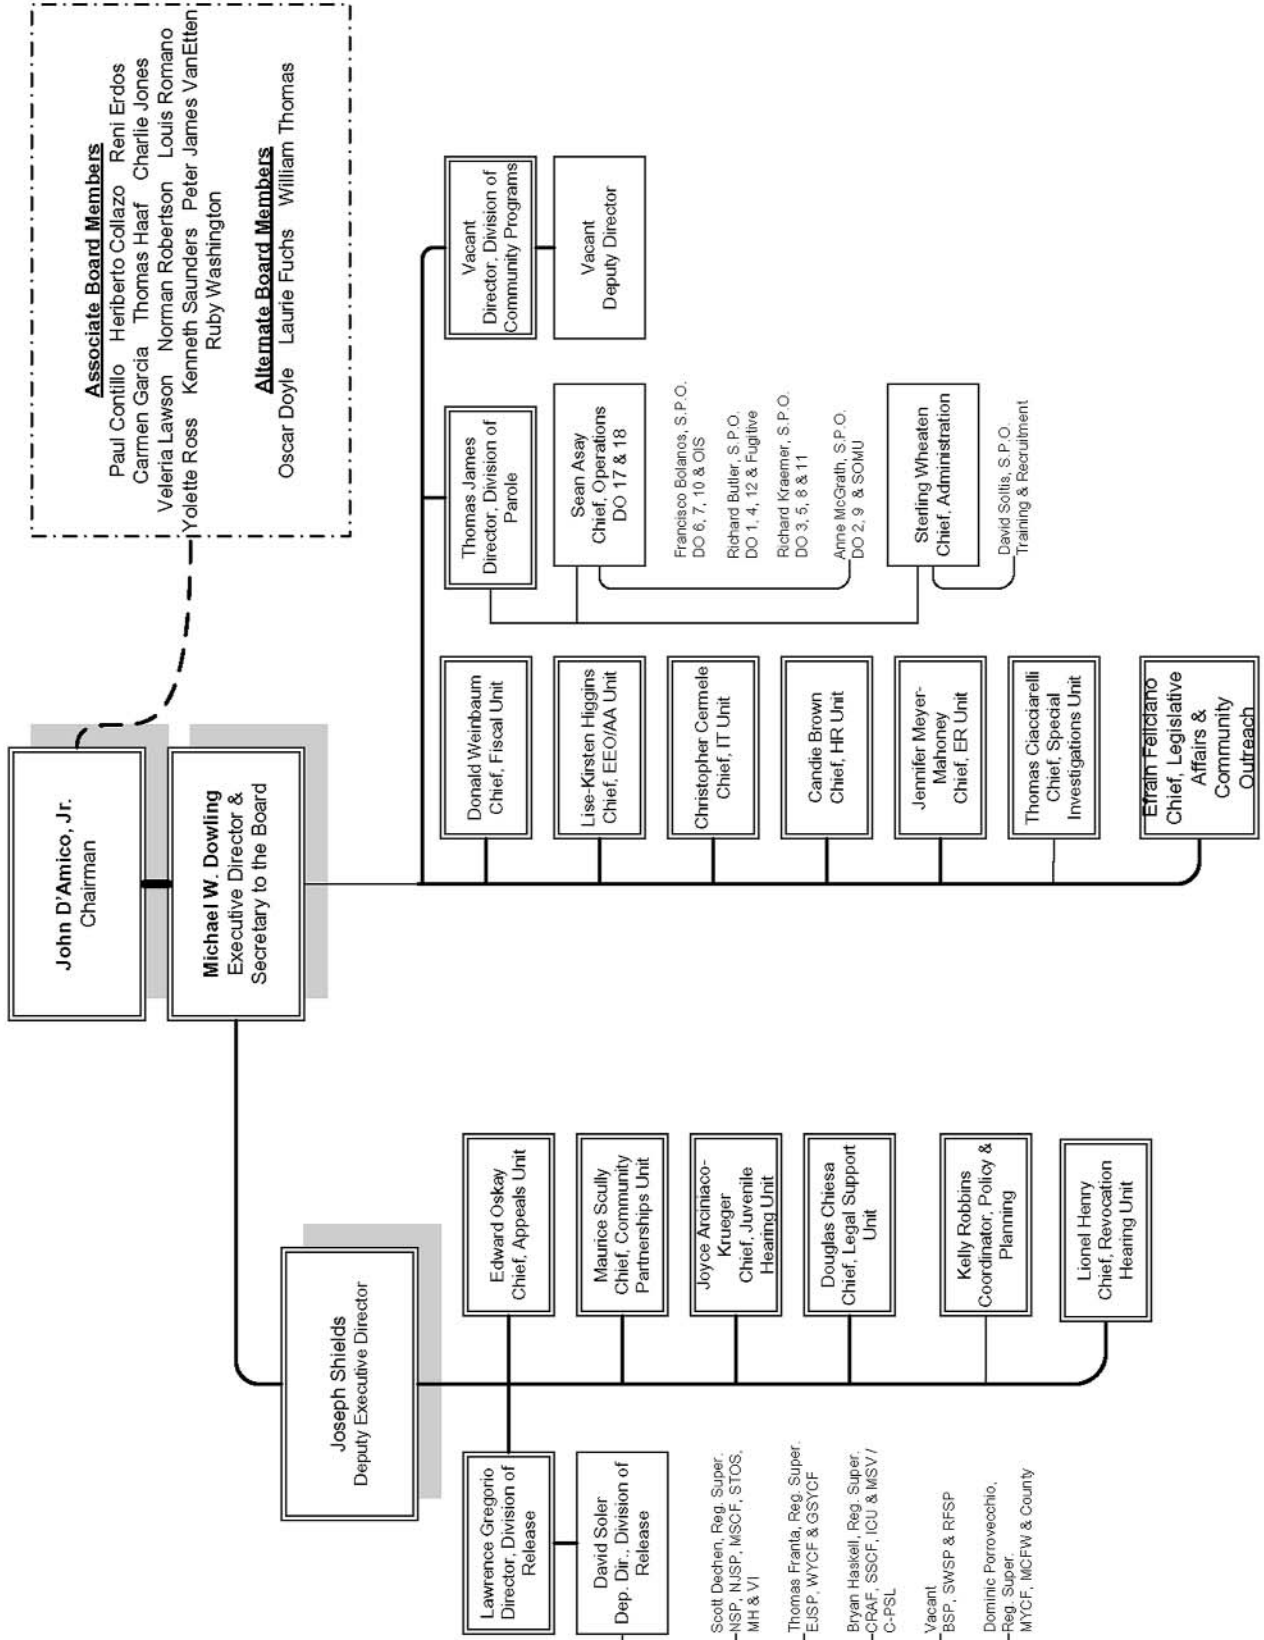 John D'Amico, Jr.
Chairman
Michael W. Dowling
Executive Director &
Secretary to the Board
Associate Board Members
Paul Contillo Heriberto Collazo Reni Erdos
Carmen Garcia Thomas Haaf Charlie Jones
Veleria Lawson Norman Robertson Louis Romano
Yolette Ross Kenneth Saunders Peter James VanEtten
Ruby Washington
Alternate Board Members
Oscar Doyle Laurie Fuchs William Thomas
Joseph Shields
Deputy Executive Director
Lawrence Gregorio
Director, Division of
Release
David Soler
Dep. Dir., Division of
Release
Scott Dechen, Reg. Super.
NSP, NJSP, MSCF, STOS,
MH & VI
Thomas Franta, Reg. Super.
EJSP, WYCF & GSYCF
Bryan Haskell, Reg. Super.
CRAF, SSCF, ICU & MSV /
C-PSL
Vacant
BSP, SWSP & RFSP
Dominic Porrovecchio,
Reg. Super.
MYCF, MCFW & County
Edward Oskay
Chief, Appeals Unit
Maurice Scully
Chief, Community
Partnerships Unit
Joyce Arciniaco-
Krueger
Chief, Juvenile
Hearing Unit
Douglas Chiesa
Chief, Legal Support
Unit
Kelly Robbins
Coordinator, Policy &
Planning
Lionel Henry
Chief, Revocation
Hearing Unit
Donald Weinbaum
Chief, Fiscal Unit
Lise-Kirsten Higgins
Chief, EEO/AA Unit
Christopher Cermele
Chief, IT Unit
Candie Brown
Chief, HR Unit
Jennifer Meyer-
Mahoney
Chief, ER Unit
Thomas Ciacciarelli
Chief, Special
Investigations Unit
Efrain Feliciano
Chief, Legislative
Affairs &
Community
Outreach
Thomas James
Director, Division of
Parole
Sean Asay
Chief, Operations
DO 17 & 18
Francisco Bolanos, S.P.O.
DO 6, 7, 10 & OIS
Richard Butler, S.P.O.
DO 1, 4, 12 & Fugitive
Richard Kraemer, S.P.O.
DO 3, 5, 8 & 11
Anne McGrath, S.P.O.
DO 2, 9 & SOMU
Sterling Wheaten
Chief, Administration
David Soltis, S.P.O.
Training & Recruitment
Vacant
Director, Division of
Community Programs
Vacant
Deputy Director